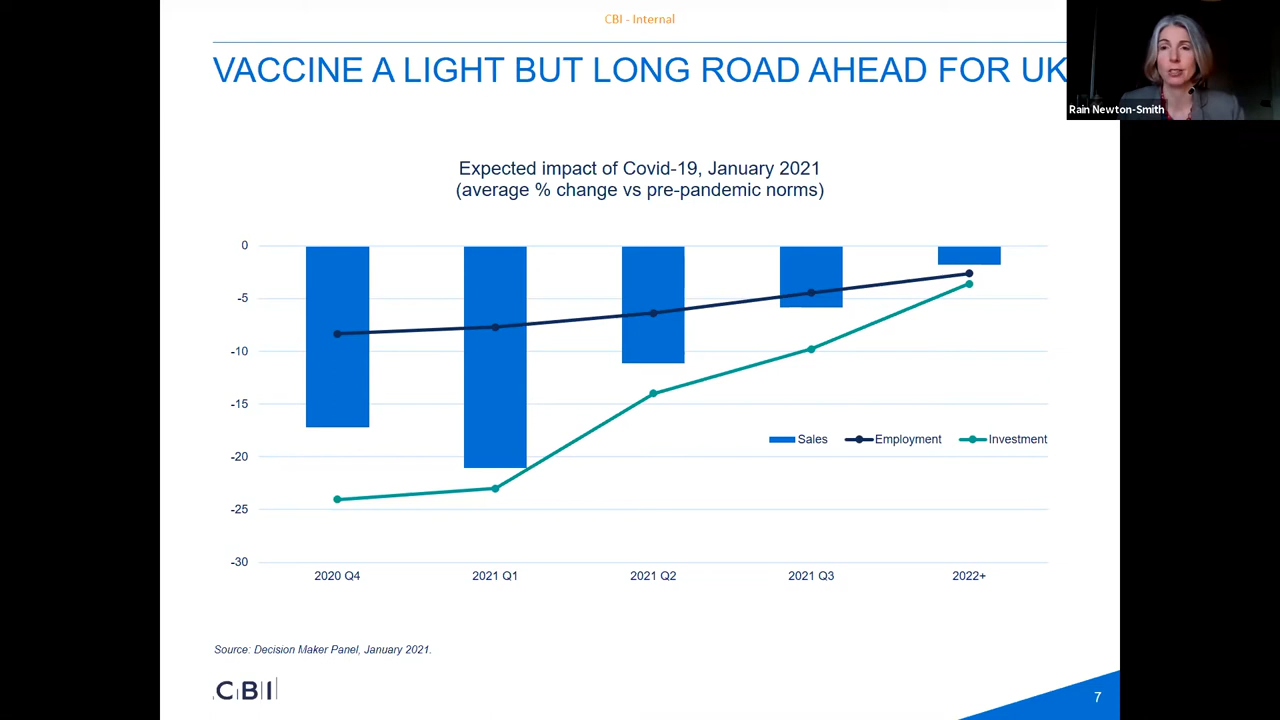 CBI - Internal
VACCINE A LIGHT BUT LONG ROAD AHEAD FOR UK
Rain Newton-Smith
Expected impact of Covid-19, January 2021
(average % change vs pre-pandemic norms)
0
-5
-10
-15
-20
-25
-30
Sales Employment Investment
2020 Q4 2021 Q1 2021 Q2 2021 Q3 2022+
Source: Decision Maker Panel, January 2021.
CBI
7